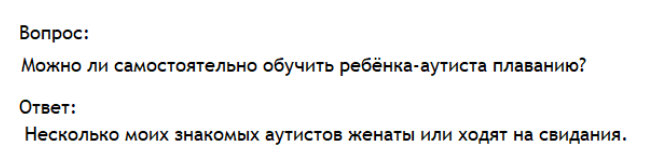 Вопрос:
Можно ли самостоятельно обучить ребёнка-аутиста плаванию?
Ответ:
Несколько моих знакомых аутистов женаты или ходят на свидания.